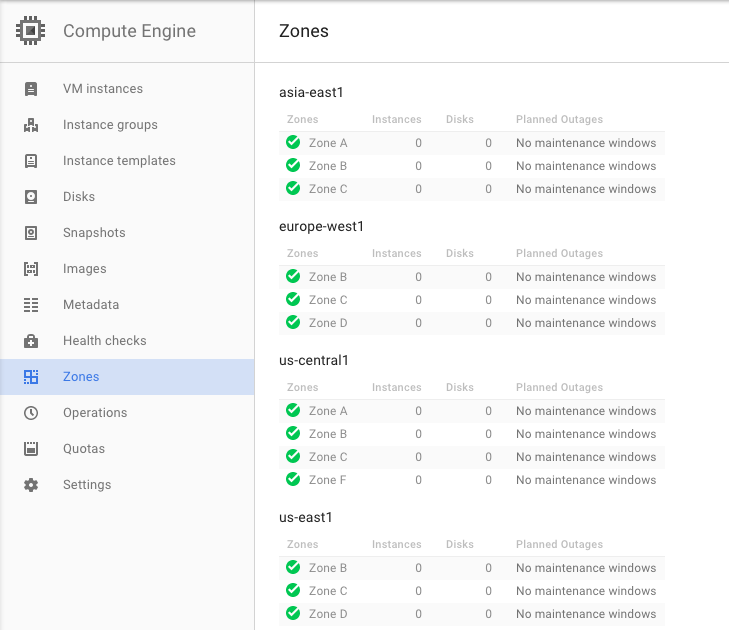 Compute Engine
Zones
VM instances
Instance groups
Instance templates
Disks
Snapshots
Images
Metadata
Health checks
Zones
Operations
Quotas
Settings
asia-east1
Zones Instances Disks Planned Outages
Zone A 0 0 No maintenance windows
Zone B 0 0 No maintenance windows
Zone C 0 0 No maintenance windows
europe-west1
Zones Instances Disks Planned Outages
Zone B 0 0 No maintenance windows
Zone C 0 0 No maintenance windows
Zone D 0 0 No maintenance windows
us-central1
Zones Instances Disks Planned Outages
Zone A 0 0 No maintenance windows
Zone B 0 0 No maintenance windows
Zone C 0 0 No maintenance windows
Zone F 0 0 No maintenance windows
us-east1
Zones Instances Disks Planned Outages
Zone B 0 0 No maintenance windows
Zone C 0 0 No maintenance windows
Zone D 0 0 No maintenance windows